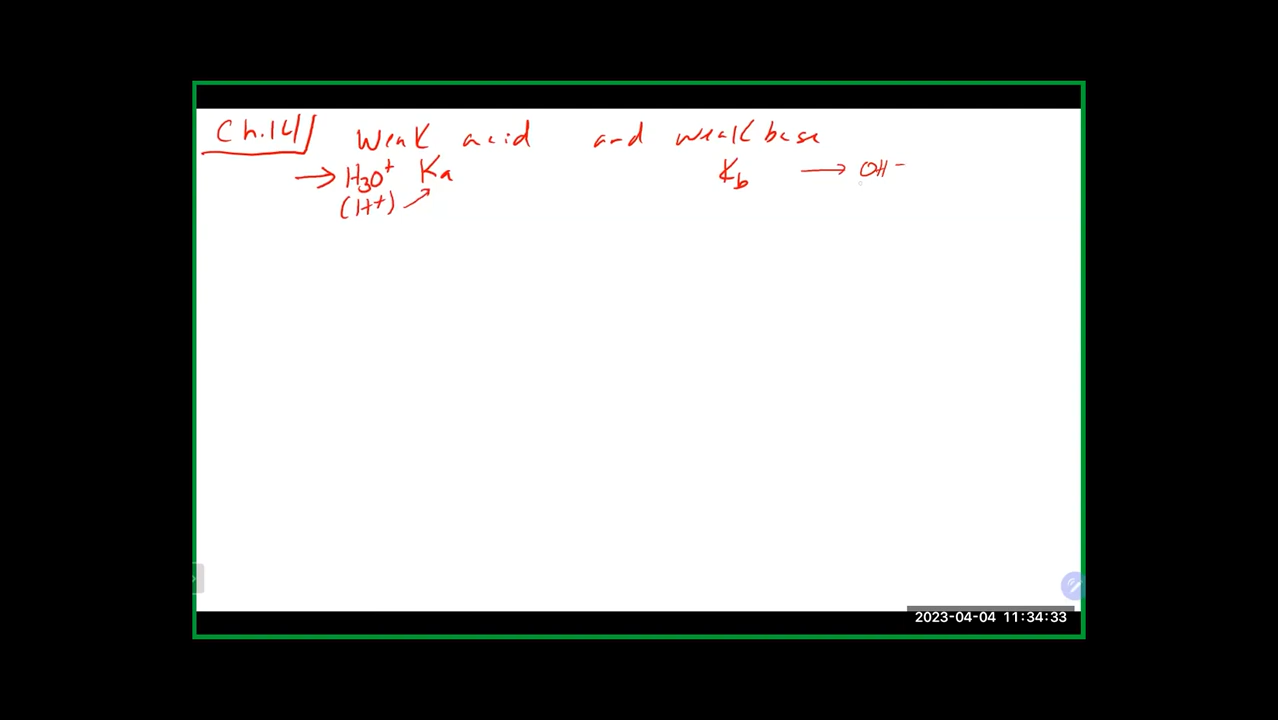 Ch.14 Weak acid and weak base
→ H₃O⁺ Ka Kb → OH⁻
(H⁺) ↗
2023-04-04 11:34:33